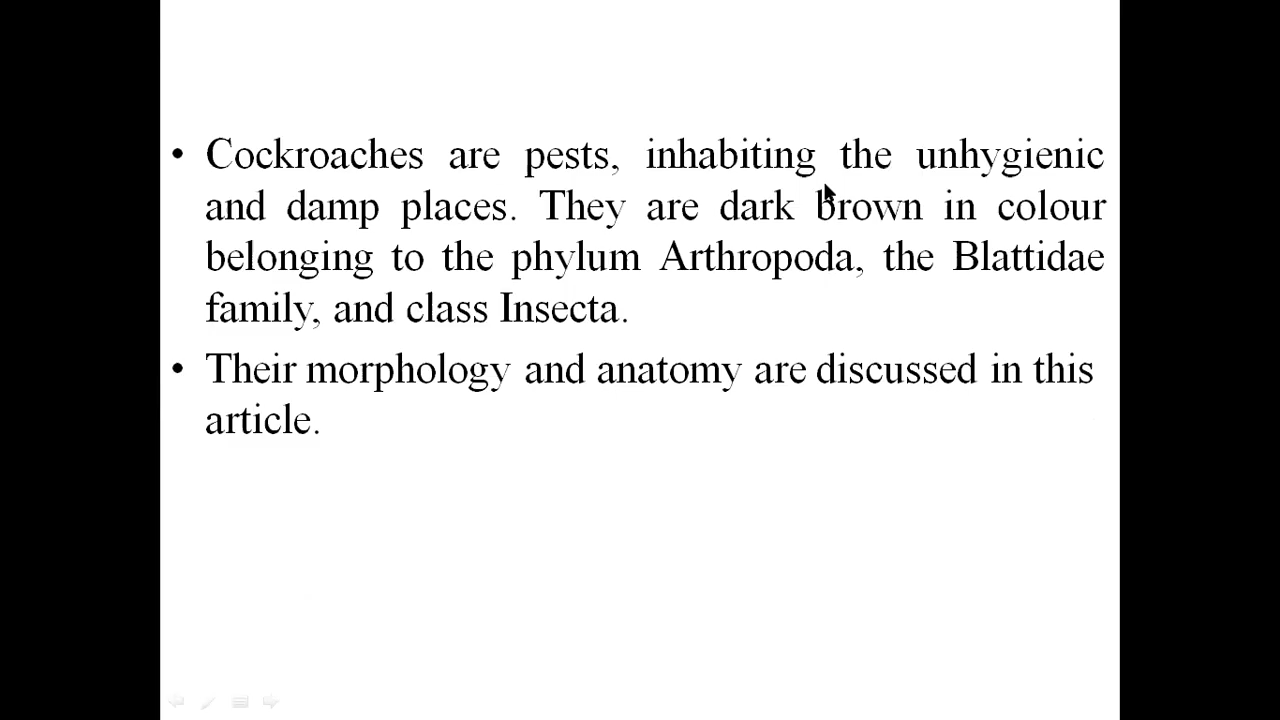 • Cockroaches are pests, inhabiting the unhygienic
and damp places. They are dark brown in colour
belonging to the phylum Arthropoda, the Blattidae
family, and class Insecta.
• Their morphology and anatomy are discussed in this
article.